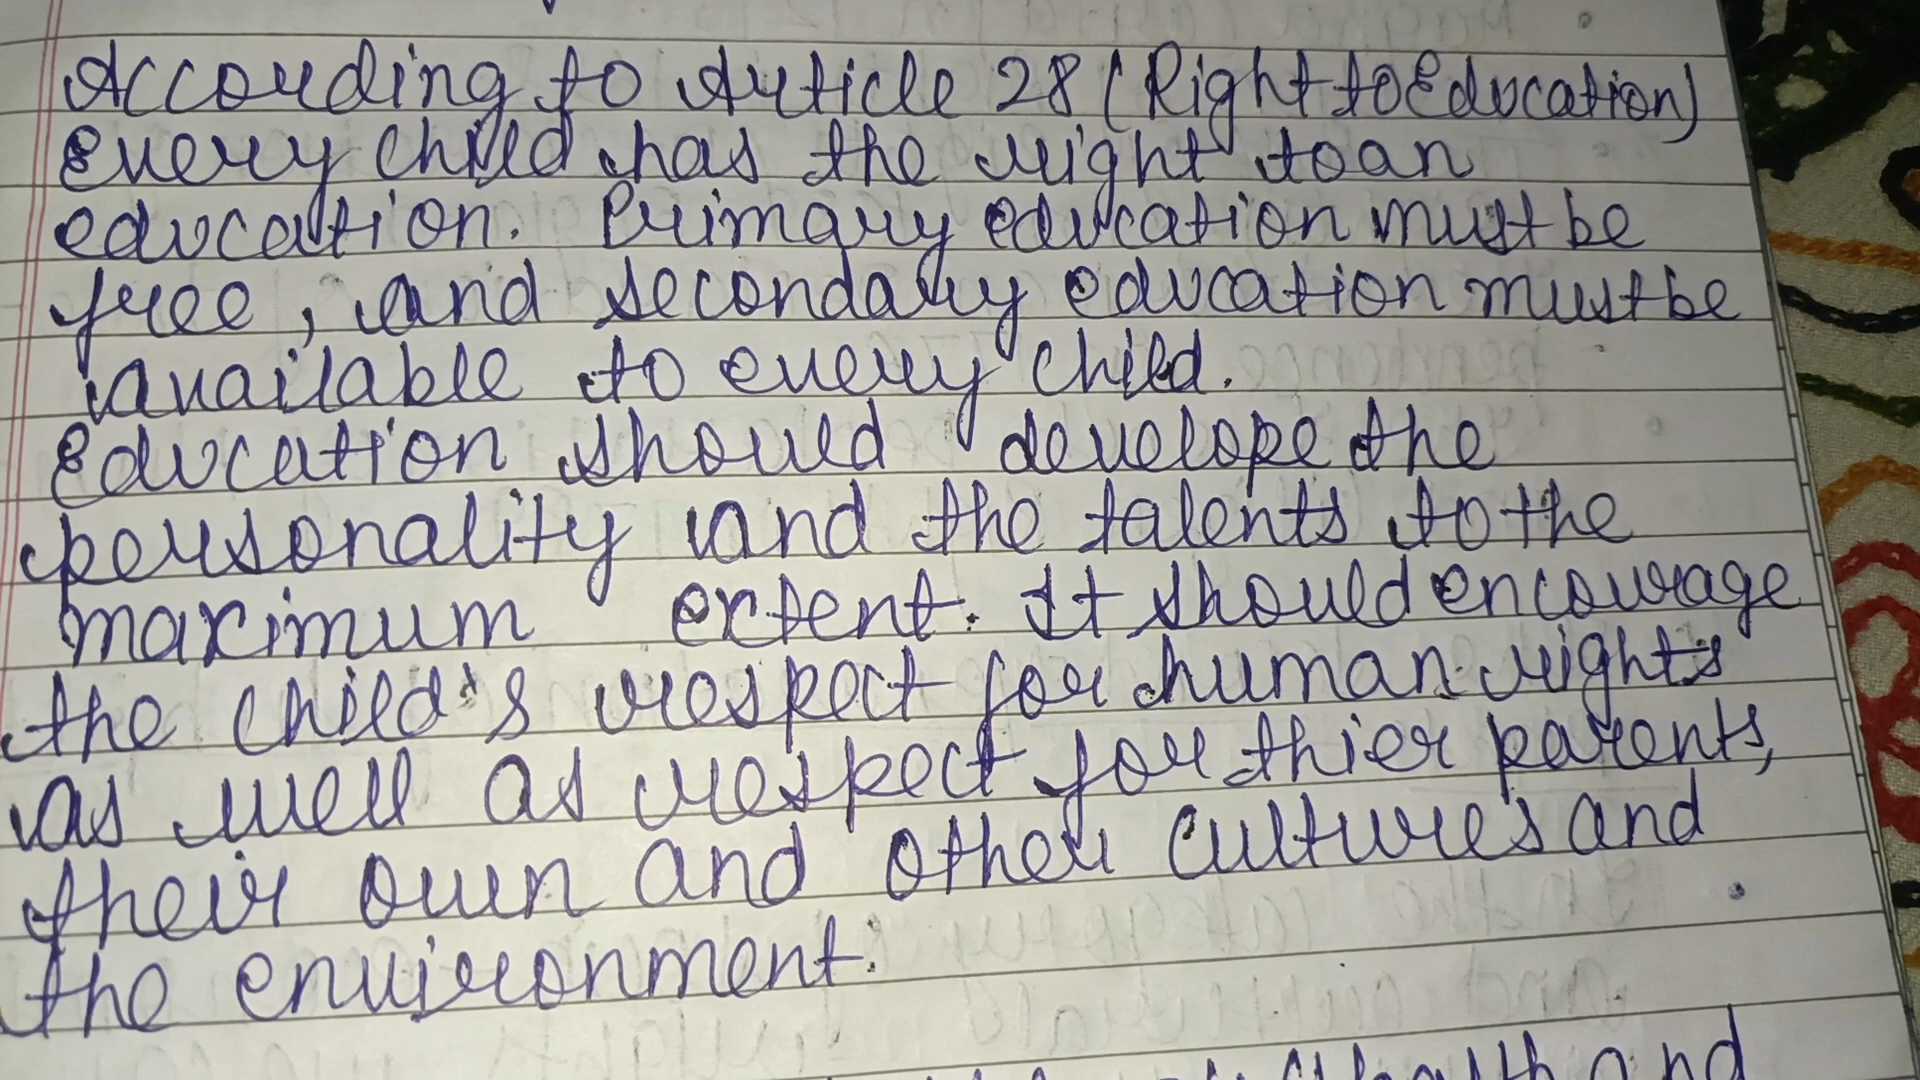 According to Article 28 (Right to Education)
Every child has the right to an
education. Primary education must be
free, and secondary education must be
available to every child.
Education should develope the
personality and the talents to the
maximum extent. It should encourage
the child's respect for human rights
as well as respect for thier parents,
their own and other cultures and
the environment.
health and